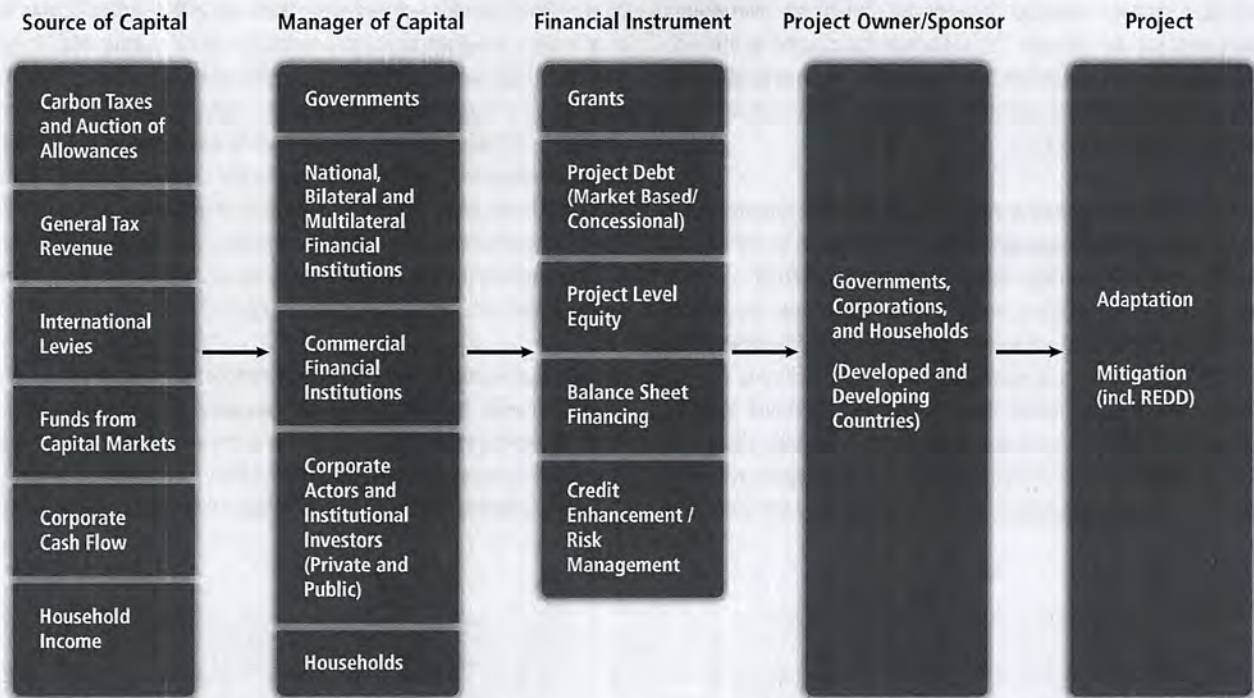 Source of Capital
Carbon Taxes
and Auction of
Allowances
General Tax
Revenue
International
Levies
Funds from
Capital Markets
Corporate
Cash Flow
Household
Income
Manager of Capital
Governments
National,
Bilateral and
Multilateral
Financial
Institutions
Commercial
Financial
Institutions
Corporate
Actors and
Institutional
Investors
(Private and
Public)
Households
Financial Instrument
Grants
Project Debt
(Market Based/
Concessional)
Project Level
Equity
Balance Sheet
Financing
Credit
Enhancement /
Risk
Management
Project Owner/Sponsor
Governments,
Corporations,
and Households
(Developed and
Developing
Countries)
Project
Adaptation
Mitigation
(incl. REDD)